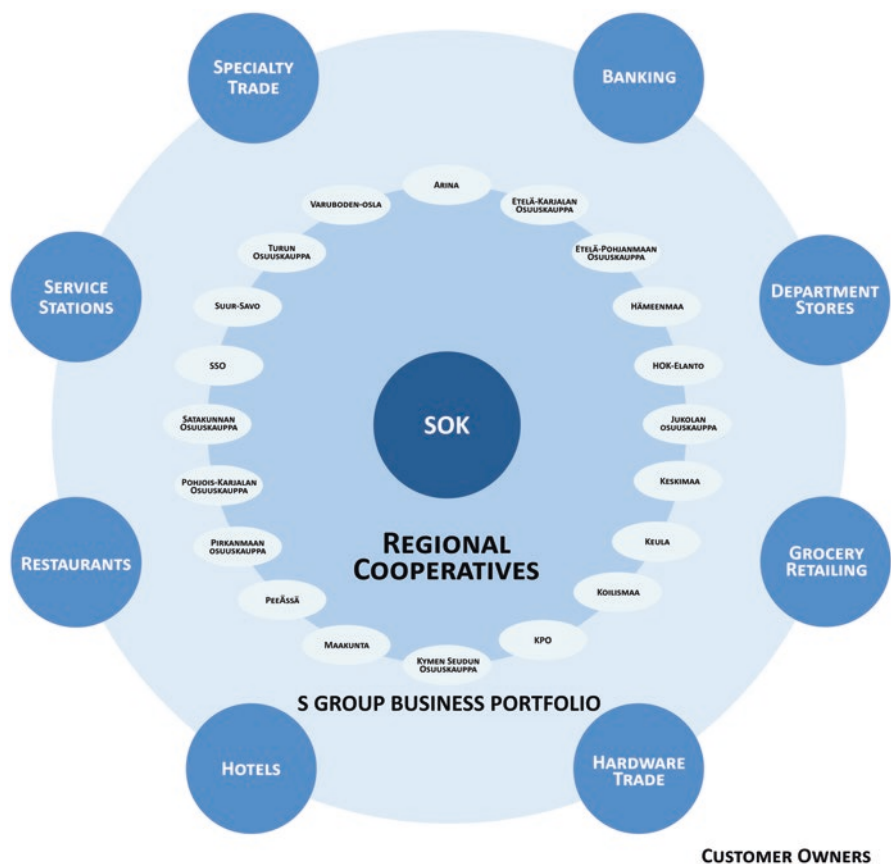 SPECIALTY
TRADE
BANKING
SERVICE
STATIONS
DEPARTMENT
STORES
RESTAURANTS
GROCERY
RETAILING
HOTELS
HARDWARE
TRADE
ARINA
ETELÄ-KARJALAN
OSUUSKAUPPA
ETELÄ-POHJANMAAN
OSUUSKAUPPA
HÄMEENMAA
HOK-ELANTO
JUKOLAN
OSUUSKAUPPA
KESKIMAA
KEULA
KOILISMAA
KPO
KYMEN SEUDUN
OSUUSKAUPPA
MAAKUNTA
PEEÄSSÄ
PIRKANMAAN
OSUUSKAUPPA
POHJOIS-KARJALAN
OSUUSKAUPPA
SATAKUNNAN
OSUUSKAUPPA
SSO
SUUR-SAVO
TURUN
OSUUSKAUPPA
VARUBODEN-OSLA
SOK
REGIONAL
COOPERATIVES
S GROUP BUSINESS PORTFOLIO
CUSTOMER OWNERS